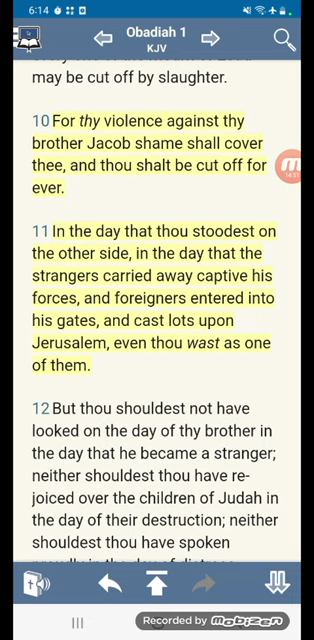 6:14
Obadiah 1
KJV
may be cut off by slaughter.
10 For thy violence against thy
brother Jacob shame shall cover
thee, and thou shalt be cut off for
ever.
11 In the day that thou stoodest on
the other side, in the day that the
strangers carried away captive his
forces, and foreigners entered into
his gates, and cast lots upon
Jerusalem, even thou wast as one
of them.
12 But thou shouldest not have
looked on the day of thy brother in
the day that he became a stranger;
neither shouldest thou have re-
joiced over the children of Judah in
the day of their destruction; neither
shouldest thou have spoken
proudly in the day of distress
Recorded by Mobizen